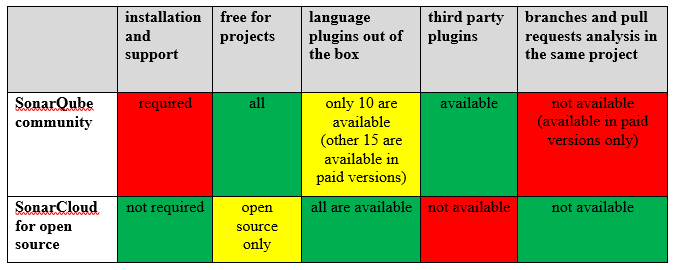 installation and support
free for projects
language plugins out of the box
third party plugins
branches and pull requests analysis in the same project
SonarQube community
required
all
only 10 are available
(other 15 are available in paid versions)
available
not available
(available in paid versions only)
SonarCloud for open source
not required
open source only
all are available
not available
not available